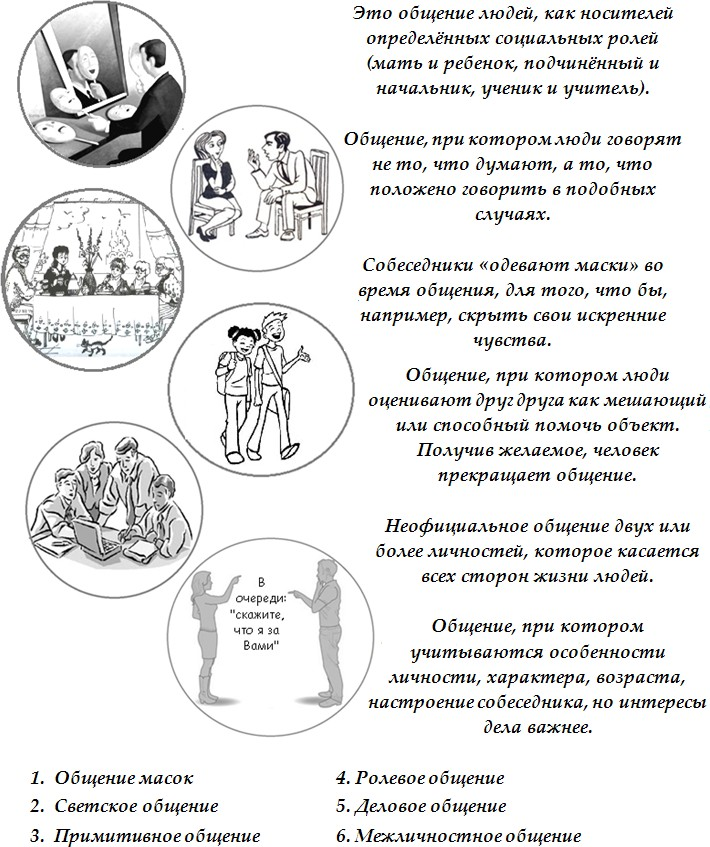 Это общение людей, как носителей
определённых социальных ролей
(мать и ребенок, подчинённый и
начальник, ученик и учитель).
Общение, при котором люди говорят
не то, что думают, а то, что
положено говорить в подобных
случаях.
Собеседники «одевают маски» во
время общения, для того, что бы,
например, скрыть свои искренние
чувства.
Общение, при котором люди
оценивают друг друга как мешающий
или способный помочь объект.
Получив желаемое, человек
прекращает общение.
Неофициальное общение двух или
более личностей, которое касается
всех сторон жизни людей.
В
очереди:
"скажите,
что я за
Вами"
Общение, при котором
учитываются особенности
личности, характера, возраста,
настроение собеседника, но интересы
дела важнее.
1. Общение масок
2. Светское общение
3. Примитивное общение
4. Ролевое общение
5. Деловое общение
6. Межличностное общение